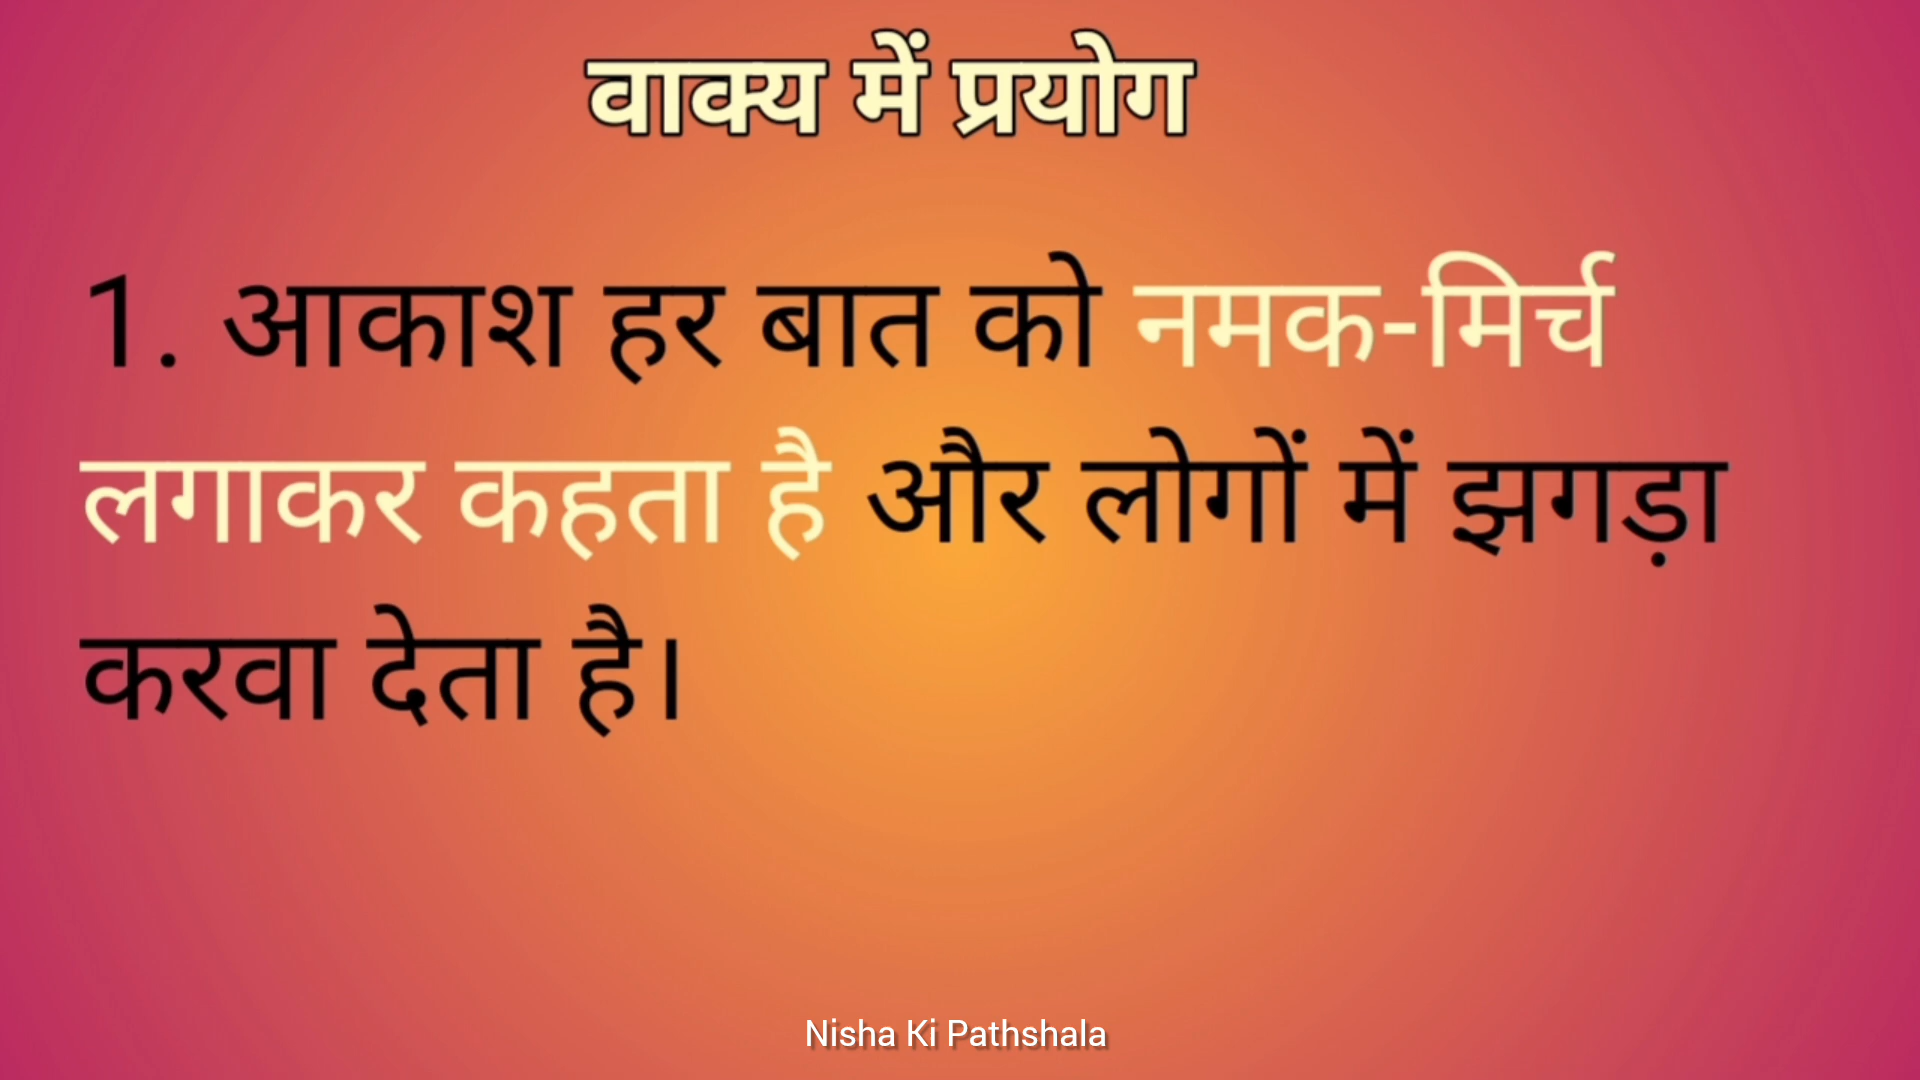 वाक्य में प्रयोग
1. आकाश हर बात को नमक-मिर्च
लगाकर कहता है और लोगों में झगड़ा
करवा देता है।
Nisha Ki Pathshala